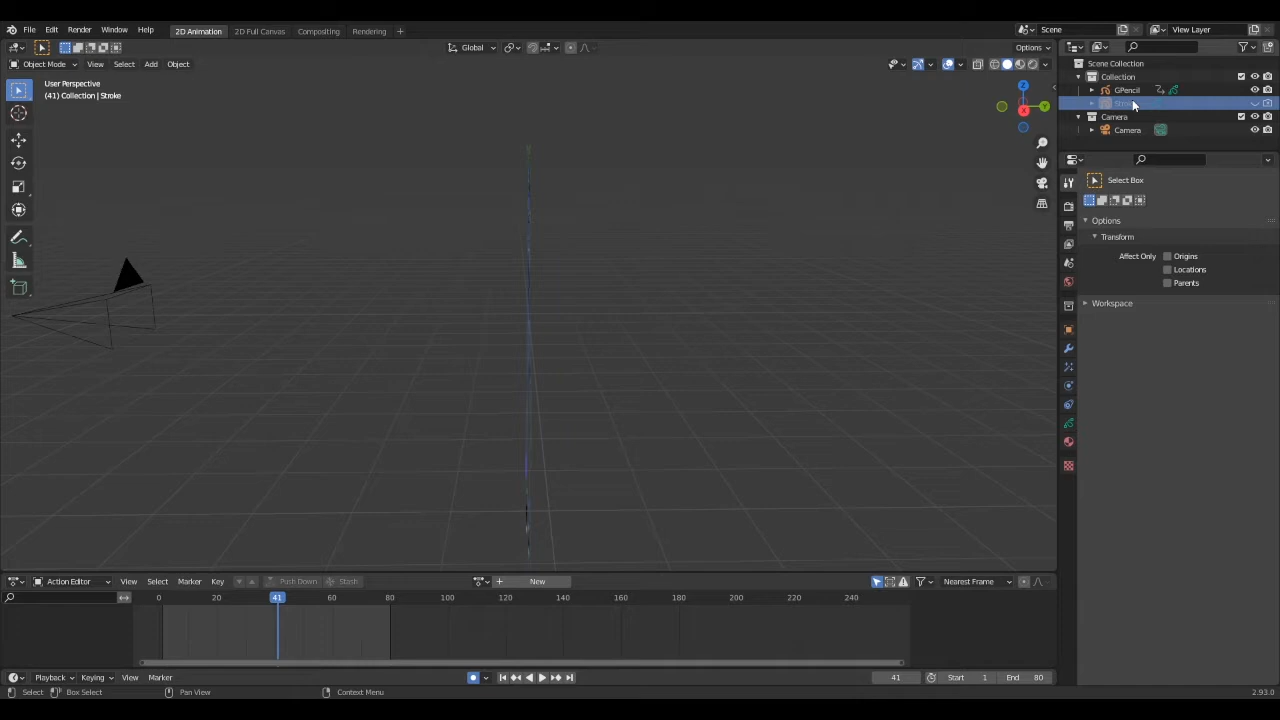 File Edit Render Window Help 2D Animation 2D Full Canvas Compositing Rendering + Scene View Layer
Global Options
Object Mode View Select Add Object
User Perspective
(41) Collection | Stroke
Z
Y
X
Scene Collection
Collection
GPencil
Camera
Camera
Select Box
Options
Transform
Affect Only Origins
Locations
Parents
Workspace
Action Editor View Select Marker Key Push Down Stash + New Nearest Frame
0 20 41 60 80 100 120 140 160 180 200 220 240
Playback Keying View Marker 41 Start 1 End 80
Select Box Select Pan View Context Menu 2.93.0